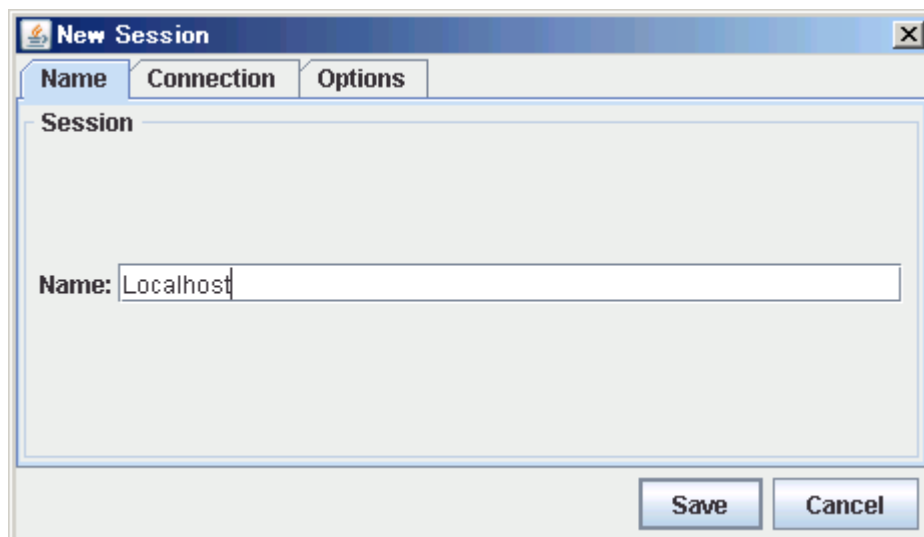 New Session
Name Connection Options
Session
Name: Localhost
Save Cancel